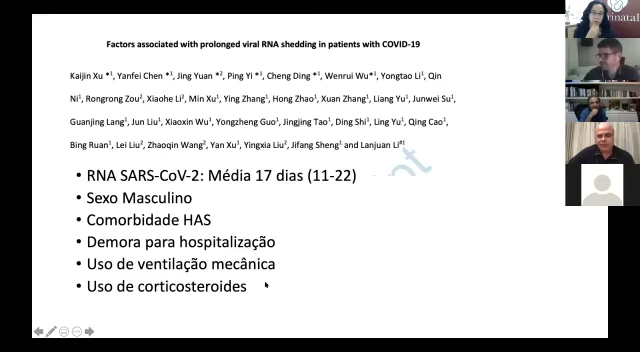 Factors associated with prolonged viral RNA shedding in patients with COVID-19
Kaijin Xu *1, Yanfei Chen *1, Jing Yuan *2, Ping Yi *1, Cheng Ding *1, Wenrui Wu*1, Yongtao Li1, Qin
Ni1, Rongrong Zou2, Xiaohe Li2, Min Xu1, Ying Zhang1, Hong Zhao1, Xuan Zhang1, Liang Yu1, Junwei Su1,
Guanjing Lang1, Jun Liu1, Xiaoxin Wu1, Yongzheng Guo1, Jingjing Tao1, Ding Shi1, Ling Yu1, Qing Cao1,
Bing Ruan1, Lei Liu2, Zhaoqin Wang2, Yan Xu1, Yingxia Liu2, Jifang Sheng1 and Lanjuan Li#1
• RNA SARS-CoV-2: Média 17 dias (11-22)
• Sexo Masculino
• Comorbidade HAS
• Demora para hospitalização
• Uso de ventilação mecânica
• Uso de corticosteroides